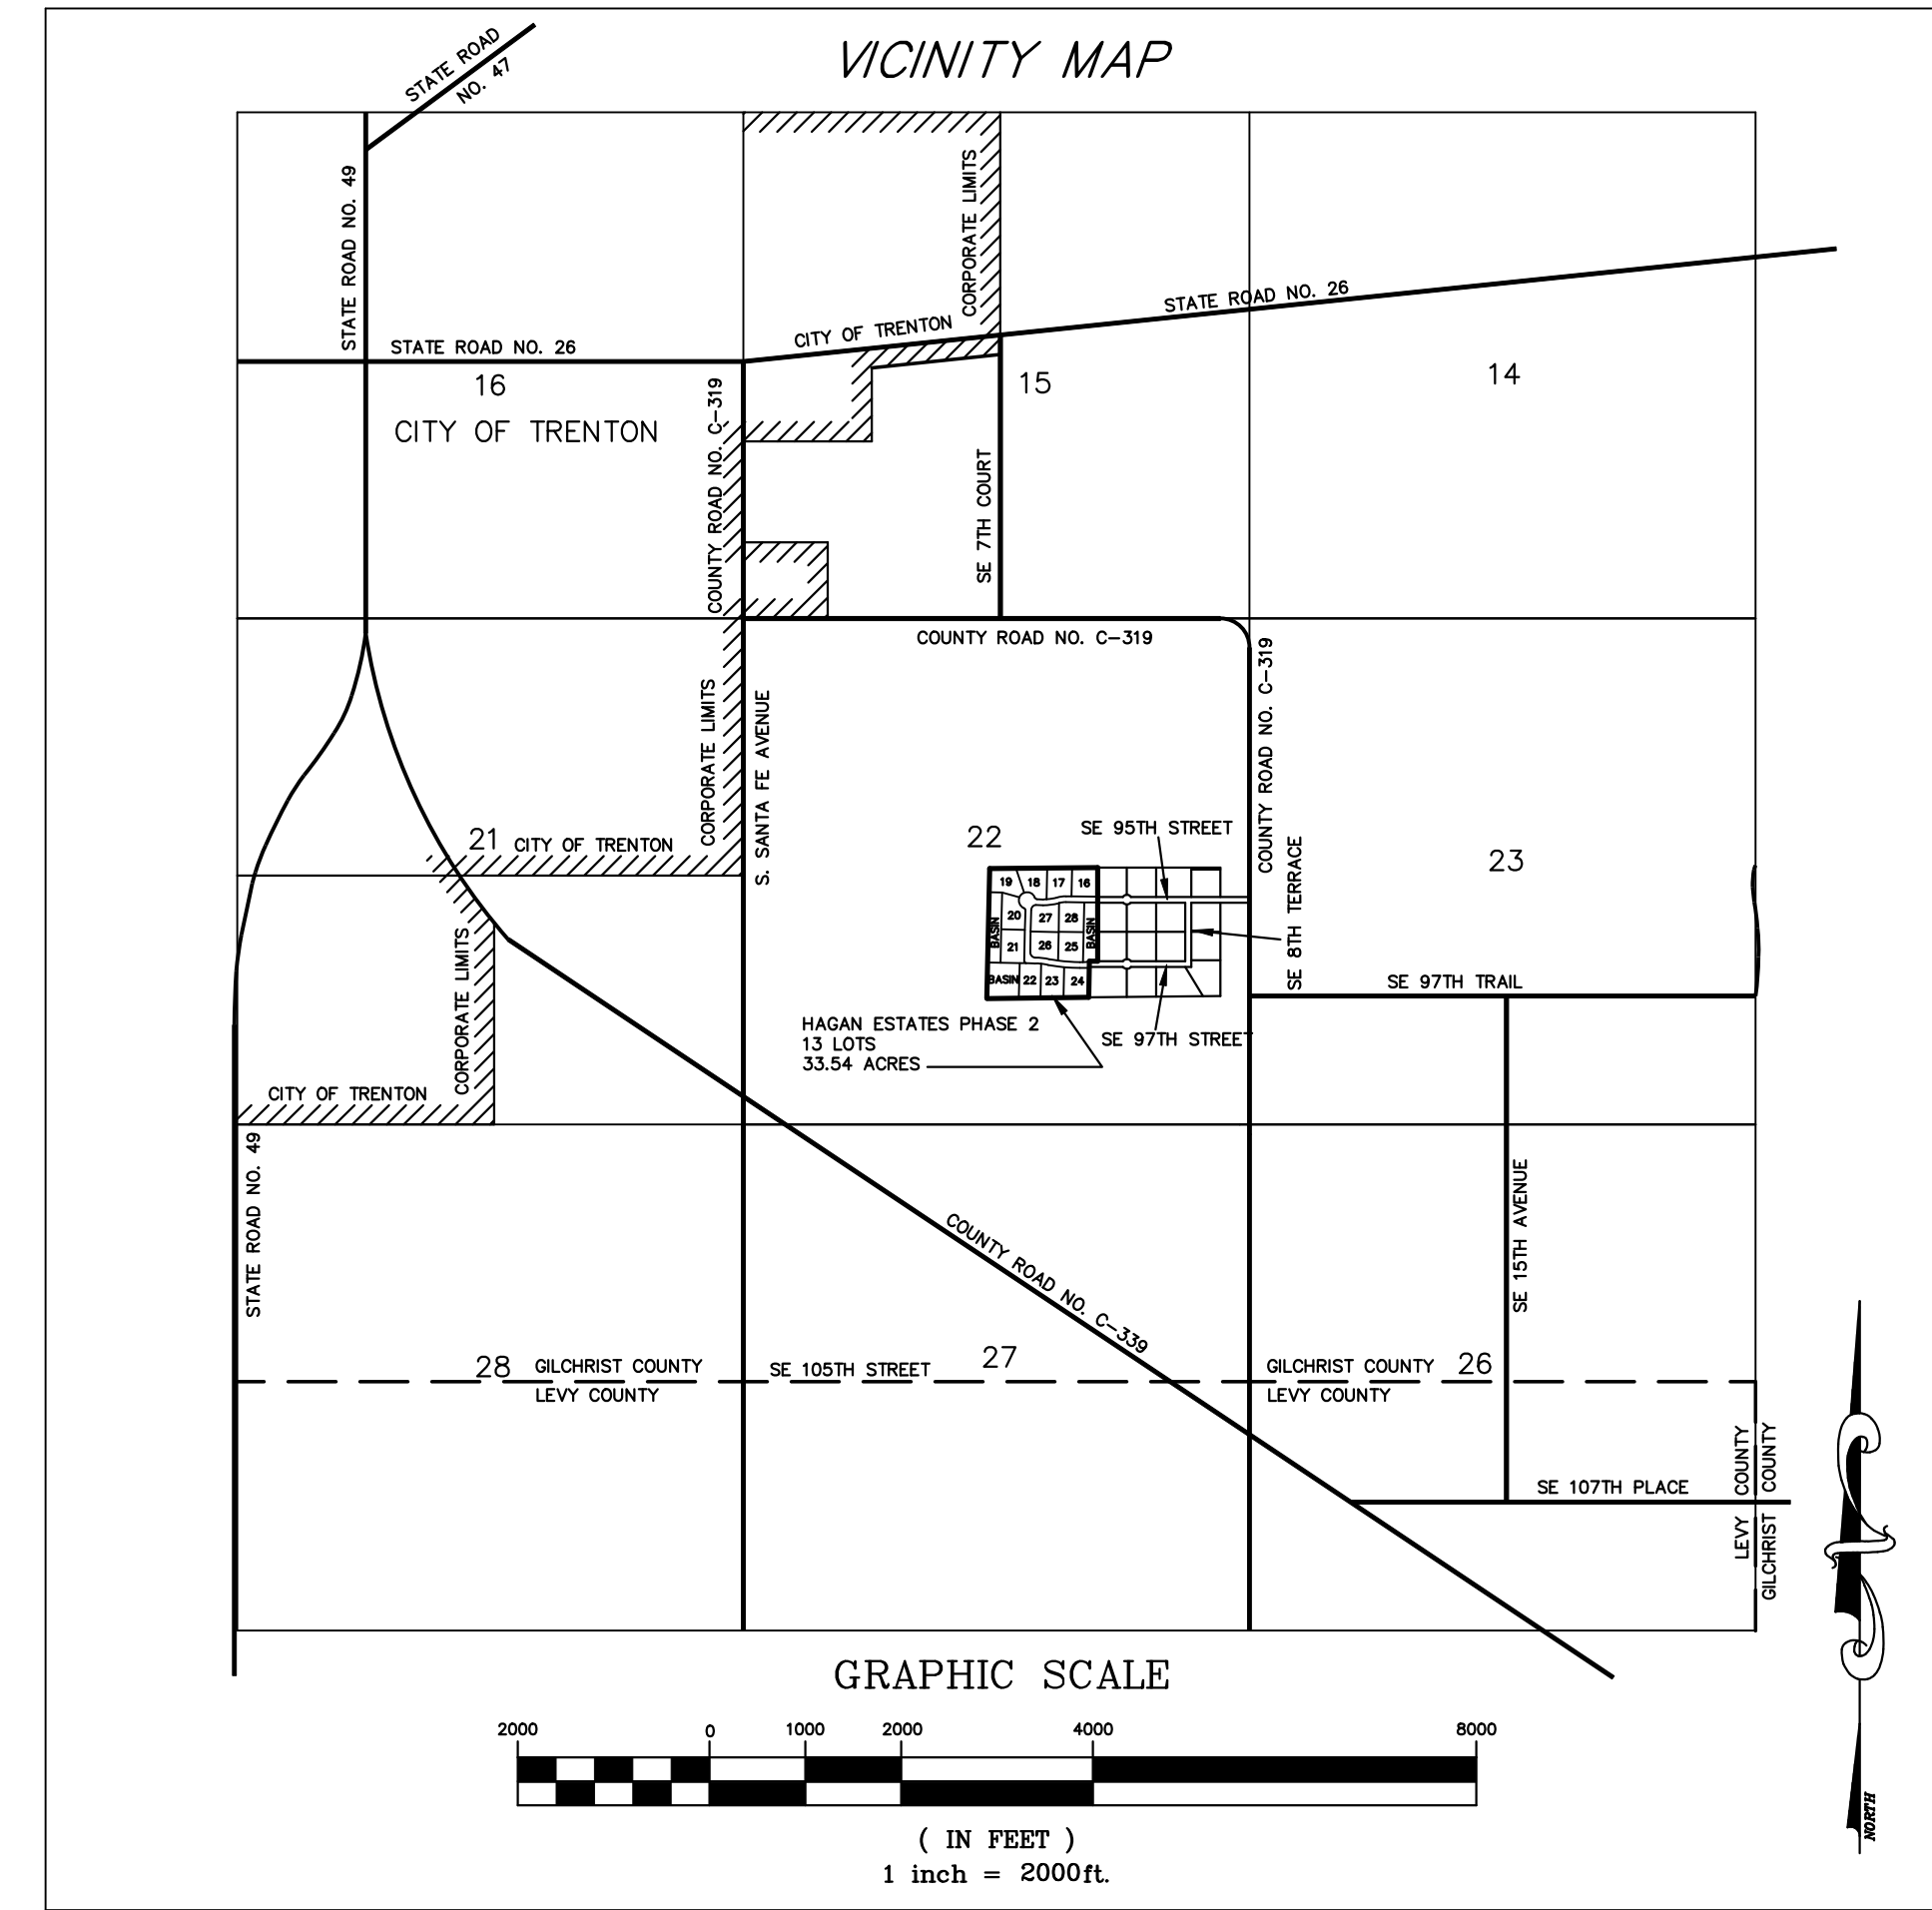 VICINITY MAP
STATE ROAD
NO. 47
STATE ROAD NO. 49
CORPORATE LIMITS
STATE ROAD NO. 26
CITY OF TRENTON
STATE ROAD NO. 26
16
15
14
CITY OF TRENTON
COUNTY ROAD NO. C-319
SE 7TH COURT
COUNTY ROAD NO. C-319
COUNTY ROAD NO. C-319
CORPORATE LIMITS
S. SANTA FE AVENUE
21
CITY OF TRENTON
22
SE 95TH STREET
23
SE 8TH TERRACE
19
18
17
16
20
27
28
BASIN
BASIN
21
26
25
BASIN
22
23
24
SE 97TH TRAIL
CORPORATE LIMITS
HAGAN ESTATES PHASE 2
13 LOTS
33.54 ACRES
SE 97TH STREET
CITY OF TRENTON
STATE ROAD NO. 49
COUNTY ROAD NO. C-339
SE 15TH AVENUE
28
GILCHRIST COUNTY
LEVY COUNTY
SE 105TH STREET
27
GILCHRIST COUNTY
LEVY COUNTY
26
SE 107TH PLACE
LEVY COUNTY
GILCHRIST COUNTY
GRAPHIC SCALE
2000
0
1000
2000
4000
8000
( IN FEET )
1 inch = 2000ft.
NORTH